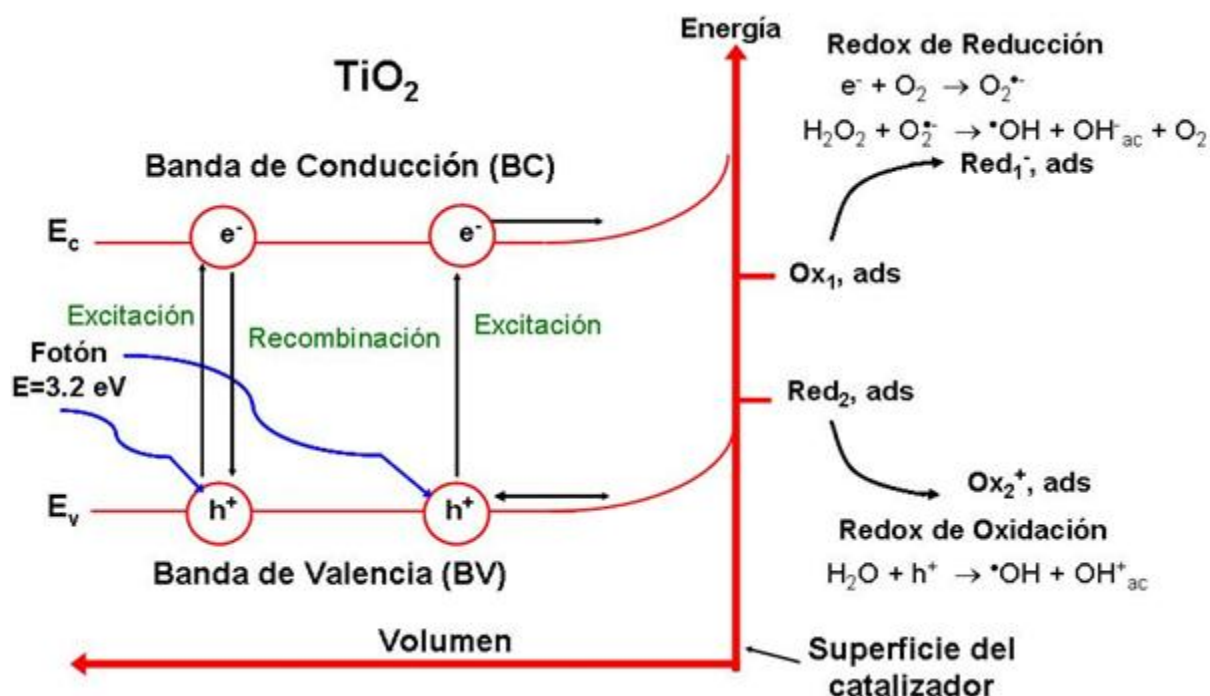 Energía
TiO₂
Redox de Reducción
e⁻ + O₂ → O₂•⁻
H₂O₂ + O₂•⁻ → •OH + OH⁻ac + O₂
Red₁⁻, ads
Banda de Conducción (BC)
Ec
e⁻
e⁻
Ox₁, ads
Excitación
Recombinación
Excitación
Fotón
E=3.2 eV
Red₂, ads
Ev
h⁺
h⁺
Ox₂⁺, ads
Redox de Oxidación
H₂O + h⁺ → •OH + OH⁺ac
Banda de Valencia (BV)
Volumen
Superficie del
catalizador